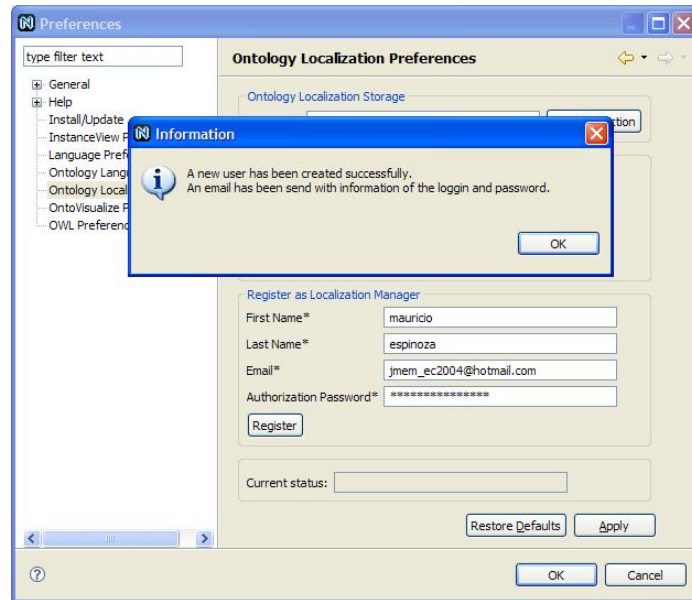 Preferences
type filter text
Ontology Localization Preferences
General
Help
Install/Update
InstanceView P
Language Pref
Ontology Lang
Ontology Local
OntoVisualize P
OWL Preferenc
Ontology Localization Storage
ction
Information
A new user has been created successfully.
An email has been send with information of the loggin and password.
OK
Register as Localization Manager
First Name* mauricio
Last Name* espinoza
Email* jmem_ec2004@hotmail.com
Authorization Password* ***************
Register
Current status:
Restore Defaults Apply
OK Cancel